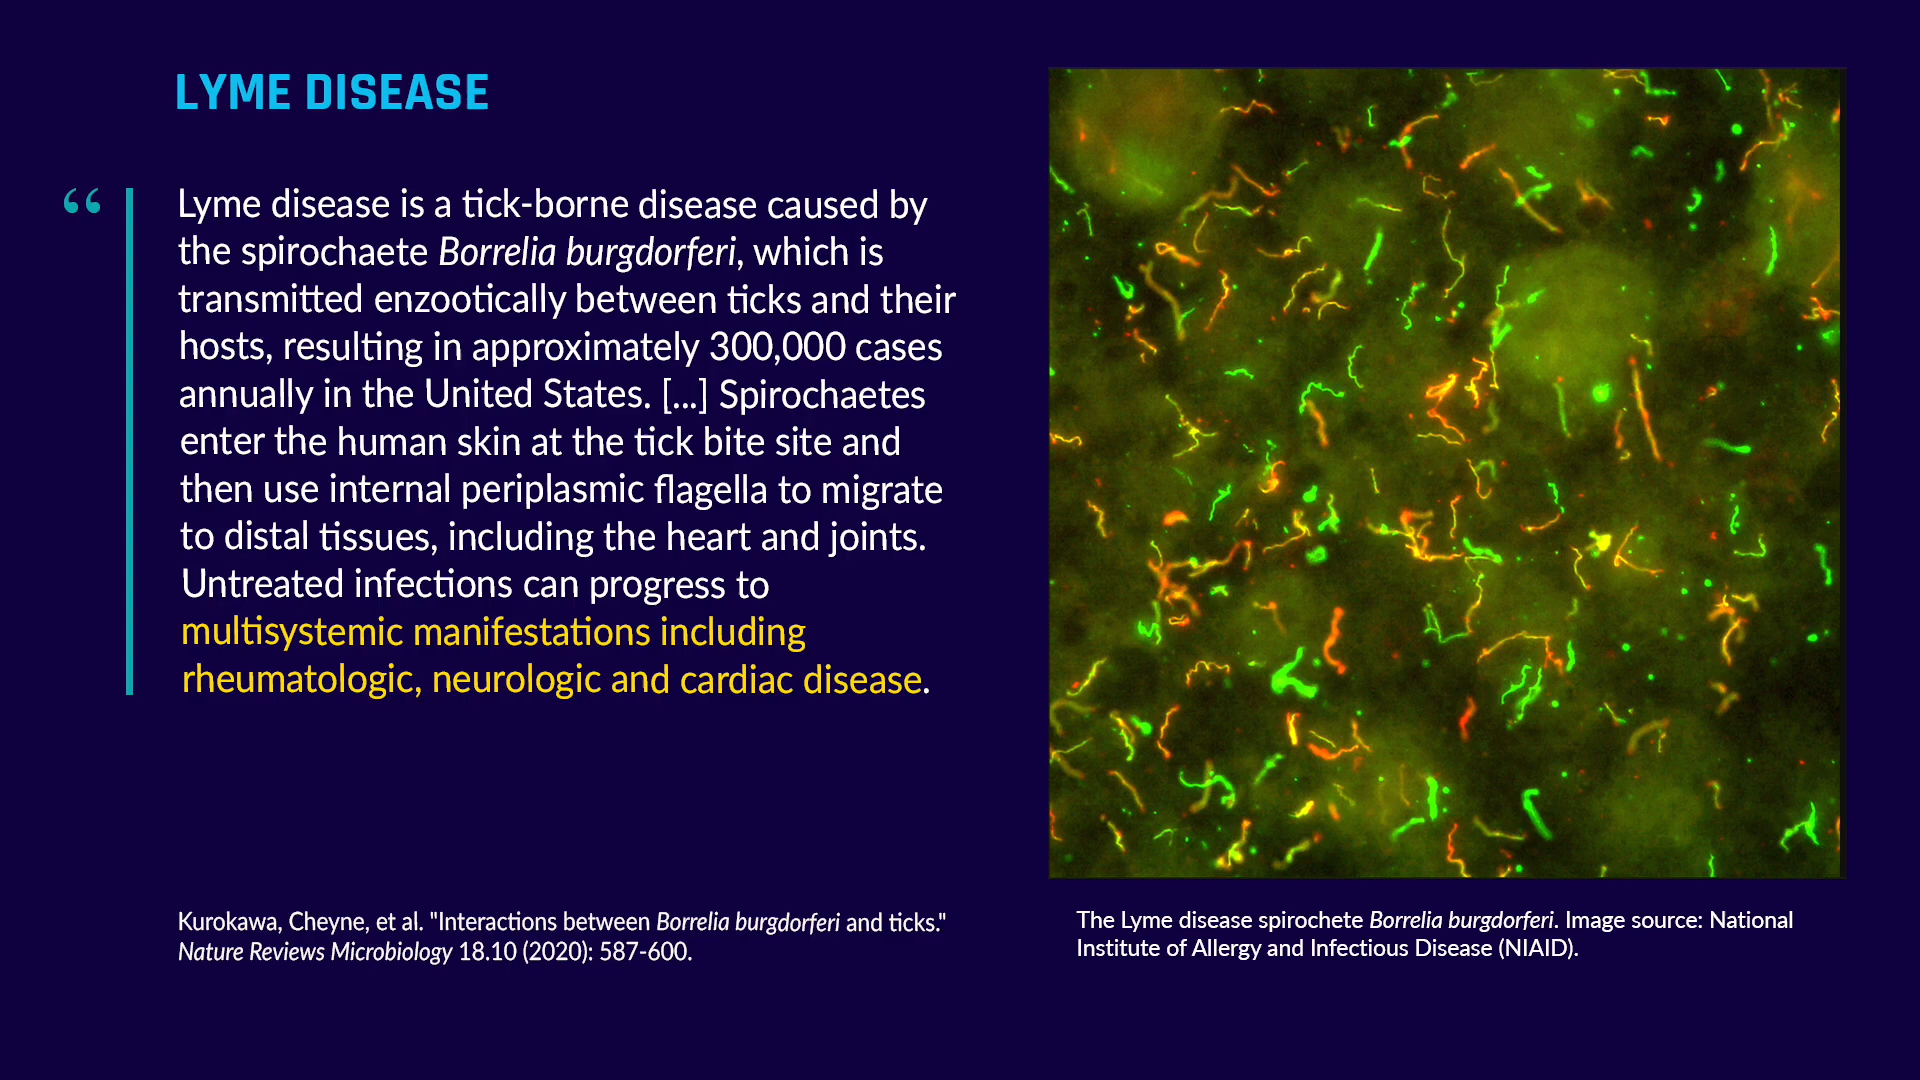 LYME DISEASE
“
Lyme disease is a tick-borne disease caused by
the spirochaete Borrelia burgdorferi, which is
transmitted enzootically between ticks and their
hosts, resulting in approximately 300,000 cases
annually in the United States. [...] Spirochaetes
enter the human skin at the tick bite site and
then use internal periplasmic flagella to migrate
to distal tissues, including the heart and joints.
Untreated infections can progress to
multisystemic manifestations including
rheumatologic, neurologic and cardiac disease.
Kurokawa, Cheyne, et al. "Interactions between Borrelia burgdorferi and ticks."
Nature Reviews Microbiology 18.10 (2020): 587-600.
The Lyme disease spirochete Borrelia burgdorferi. Image source: National
Institute of Allergy and Infectious Disease (NIAID).